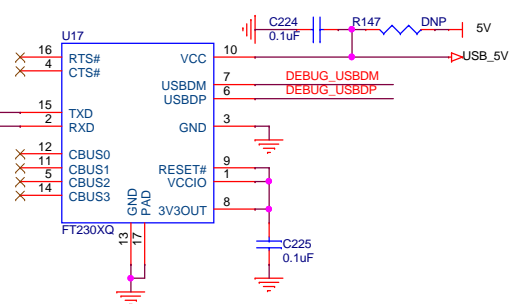 C224
0.1uF
R147
DNP
5V
USB_5V
U17
16
RTS#
4
CTS#
VCC
10
USBDM
7
DEBUG_USBDM
USBDP
6
DEBUG_USBDP
15
TXD
2
RXD
GND
3
12
CBUS0
11
CBUS1
5
CBUS2
14
CBUS3
RESET#
9
VCCIO
1
3V3OUT
8
GND
PAD
FT230XQ
13
17
C225
0.1uF